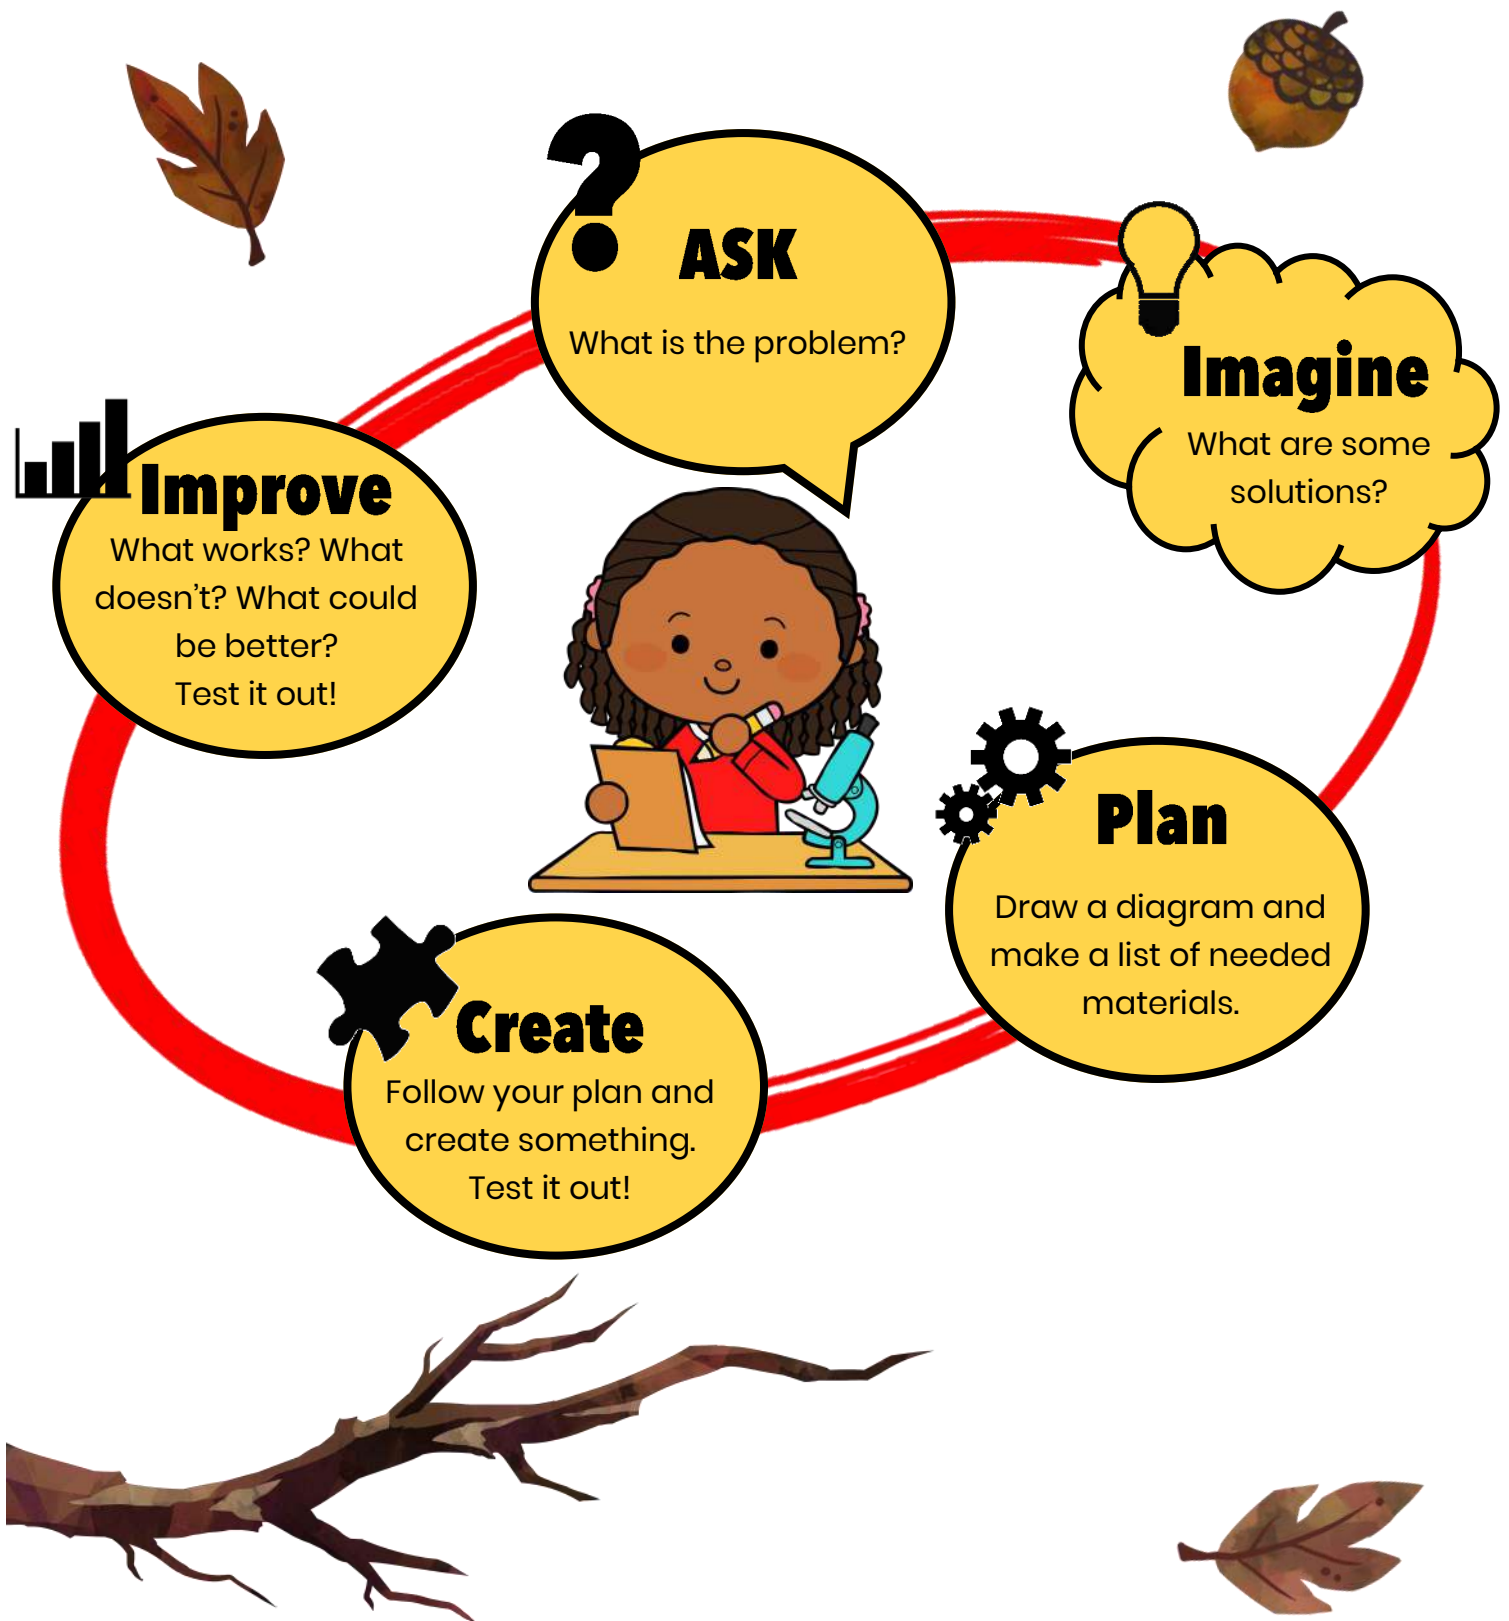 ASK
What is the problem?
Imagine
What are some
solutions?
Plan
Draw a diagram and
make a list of needed
materials.
Create
Follow your plan and
create something.
Test it out!
Improve
What works? What
doesn't? What could
be better?
Test it out!